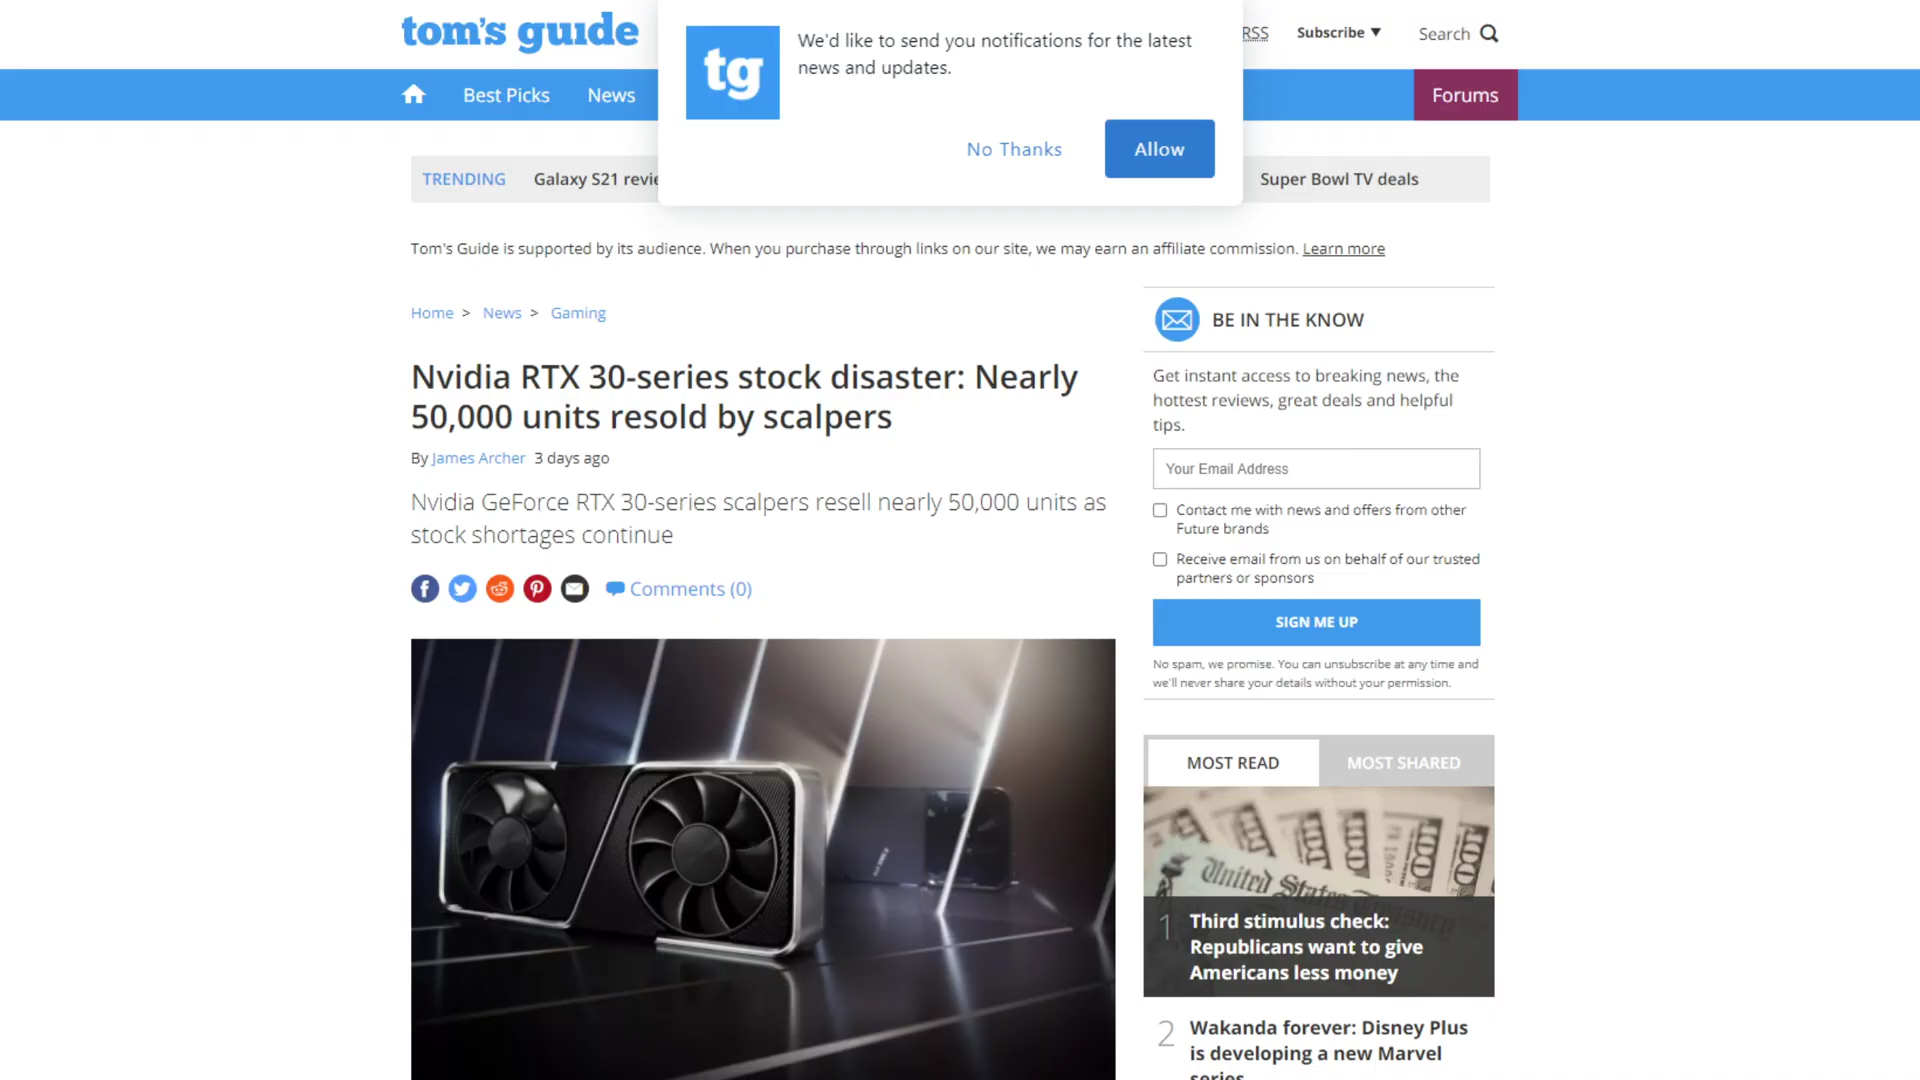 tom's guide
tg
We'd like to send you notifications for the latest
news and updates.
No Thanks
Allow
RSS
Subscribe
Search
Best Picks
News
Forums
TRENDING
Galaxy S21
Super Bowl TV deals
Tom's Guide is supported by its audience. When you purchase through links on our site, we may earn an affiliate commission. Learn more
Home > News > Gaming
Nvidia RTX 30-series stock disaster: Nearly
50,000 units resold by scalpers
By James Archer 3 days ago
Nvidia GeForce RTX 30-series scalpers resell nearly 50,000 units as
stock shortages continue
Comments (0)
BE IN THE KNOW
Get instant access to breaking news, the
hottest reviews, great deals and helpful
tips.
Your Email Address
Contact me with news and offers from other
Future brands
Receive email from us on behalf of our trusted
partners or sponsors
SIGN ME UP
No spam, we promise. You can unsubscribe at any time and
we'll never share your details without your permission.
MOST READ
MOST SHARED
100
100
United States Treasury
1
Third stimulus check:
Republicans want to give
Americans less money
2
Wakanda forever: Disney Plus
is developing a new Marvel
series